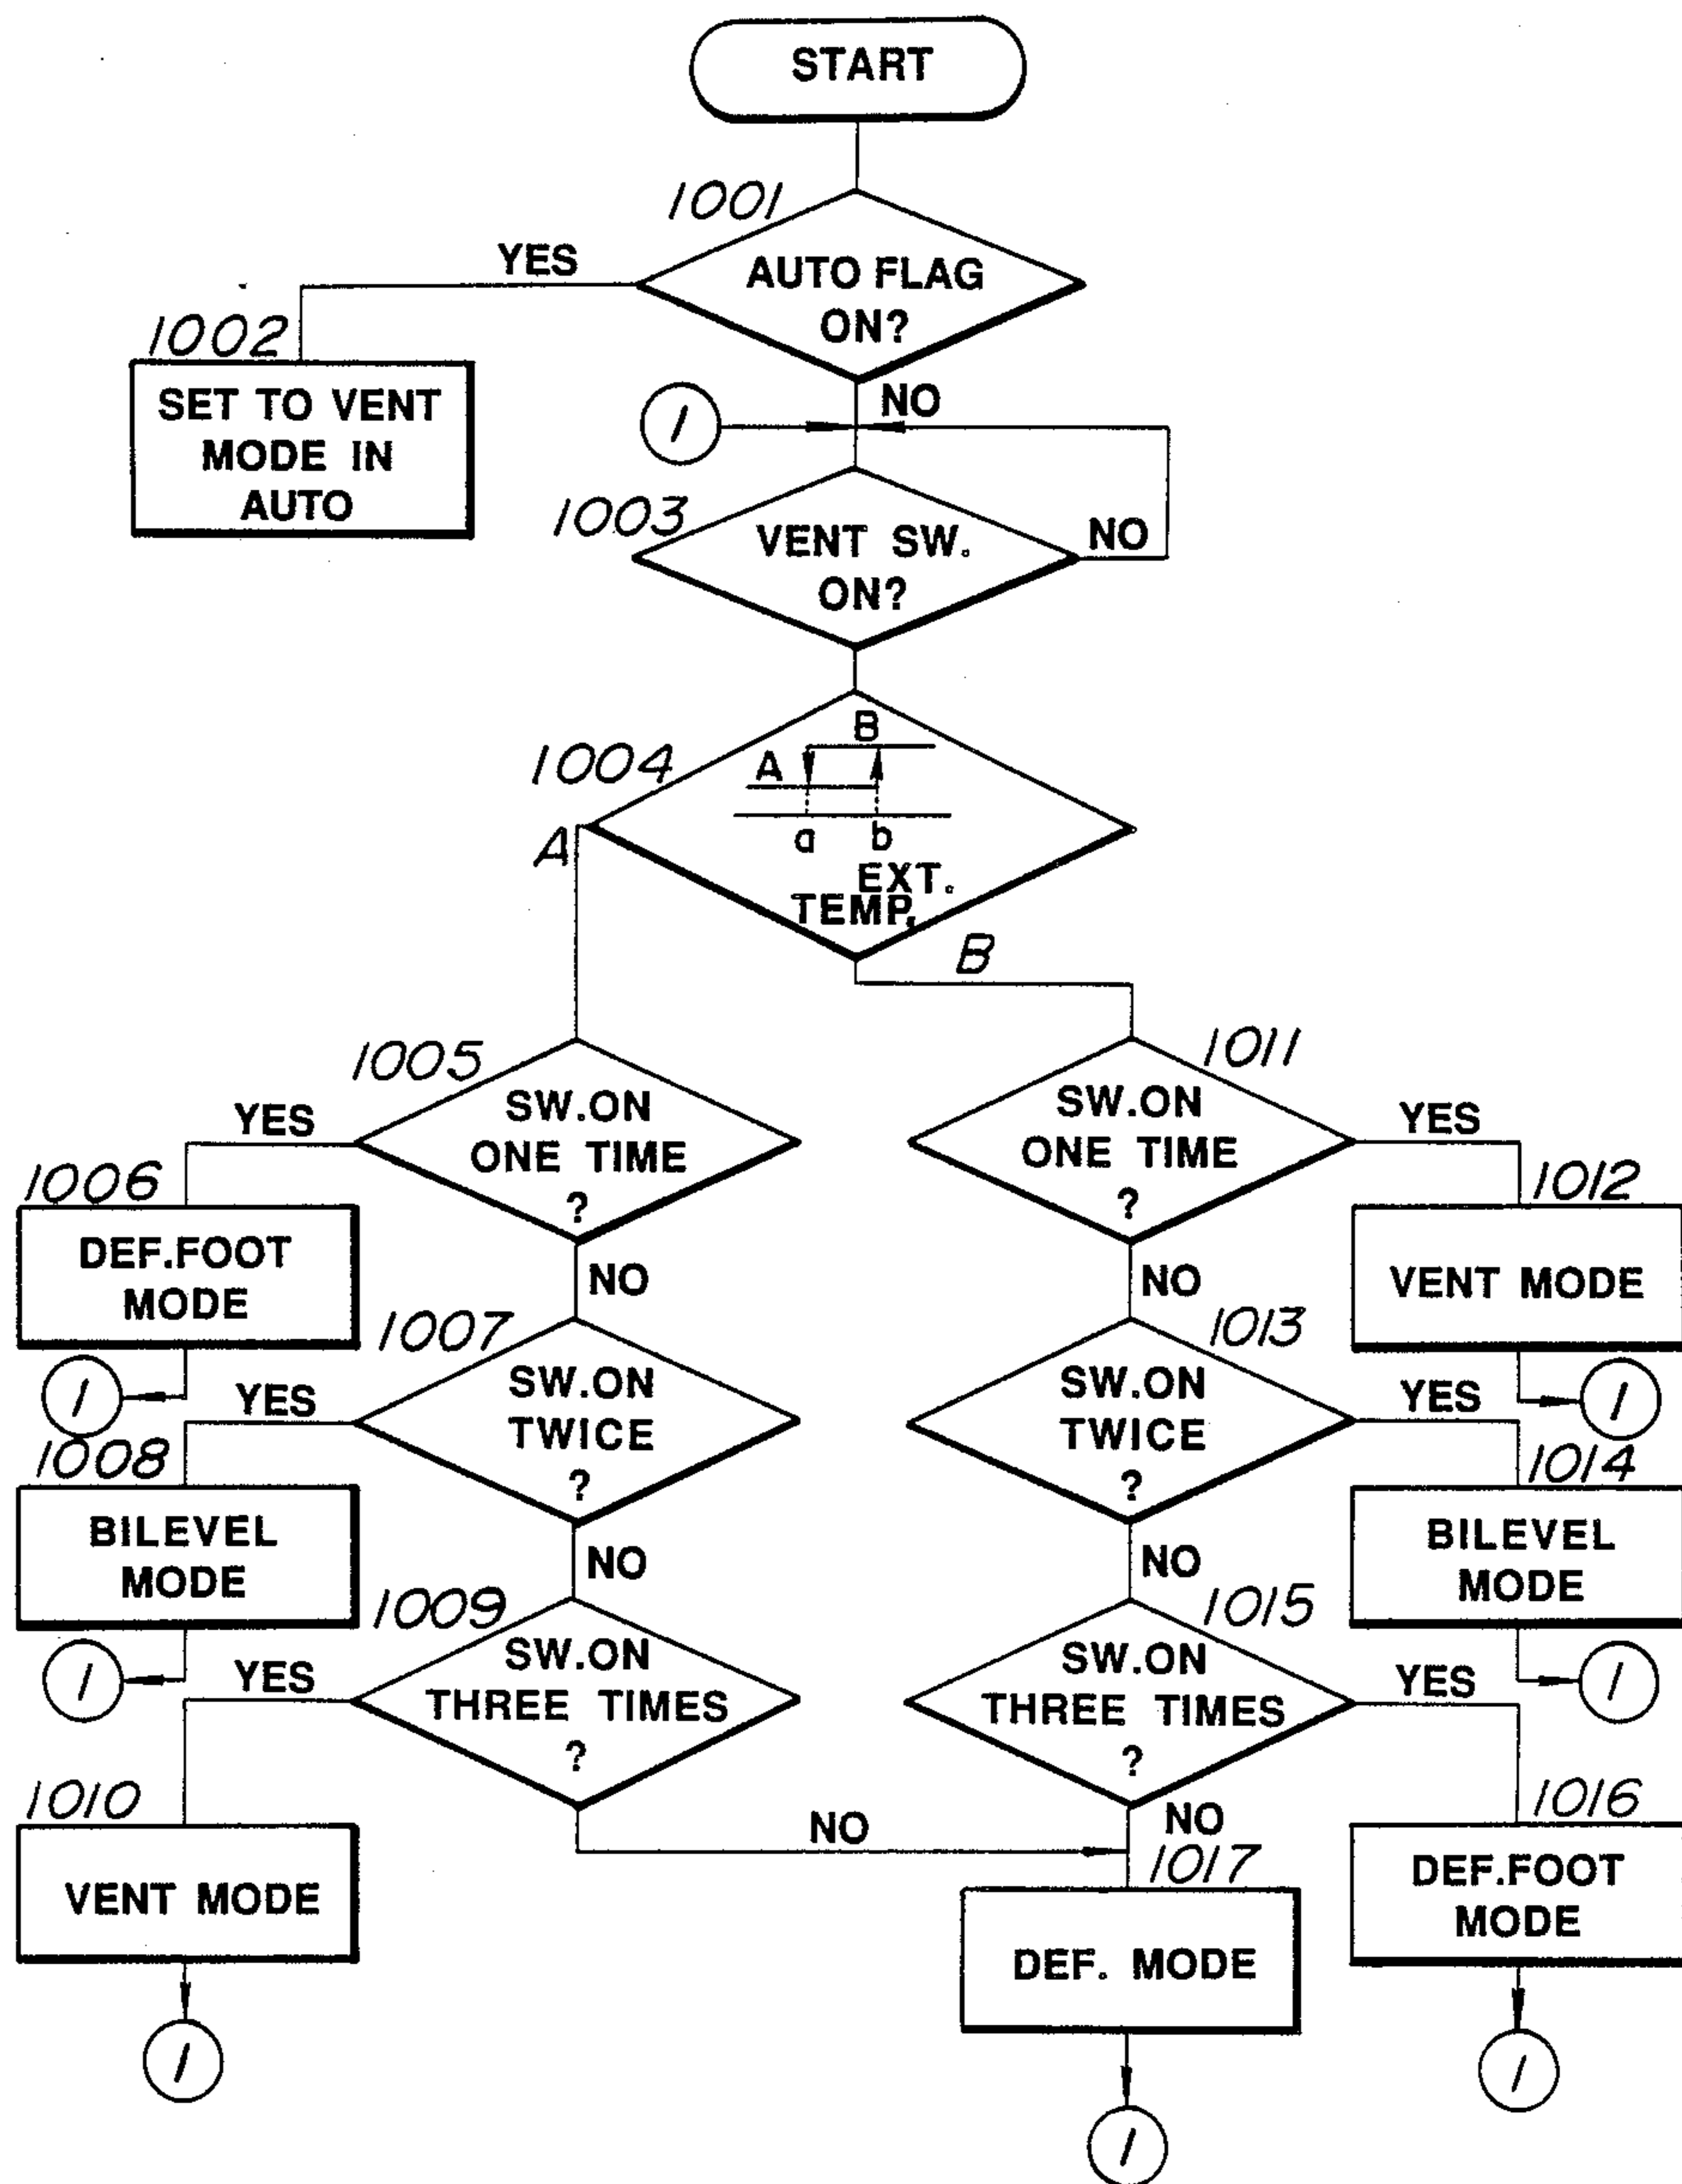 START
1001
YES
AUTO FLAG
ON?
1002
SET TO VENT
MODE IN
AUTO
1
NO
1003
VENT SW.
ON?
NO
1004
B
A
a b
EXT.
TEMP.
A
B
1005
SW.ON
ONE TIME
?
YES
1006
DEF.FOOT
MODE
1
NO
1007
SW.ON
TWICE
?
YES
1008
BILEVEL
MODE
1
NO
1009
SW.ON
THREE TIMES
?
YES
1010
VENT MODE
1
NO
1011
SW.ON
ONE TIME
?
YES
1012
VENT MODE
1
NO
1013
SW.ON
TWICE
?
YES
1014
BILEVEL
MODE
1
NO
1015
SW.ON
THREE TIMES
?
YES
1016
DEF.FOOT
MODE
1
NO
1017
DEF. MODE
1